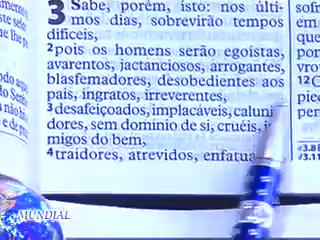 3 Sabe, porém, isto: nos últi-
mos dias, sobrevirão tempos
difíceis,
2 pois os homens serão egoístas,
avarentos, jactanciosos, arrogantes,
blasfemadores, desobedientes aos
pais, ingratos, irreverentes,
3 desafeiçoados, implacáveis, caluni
dores, sem domínio de si, cruéis, i
migos do bem,
4 traidores, atrevidos, enfatua
MUNDIAL